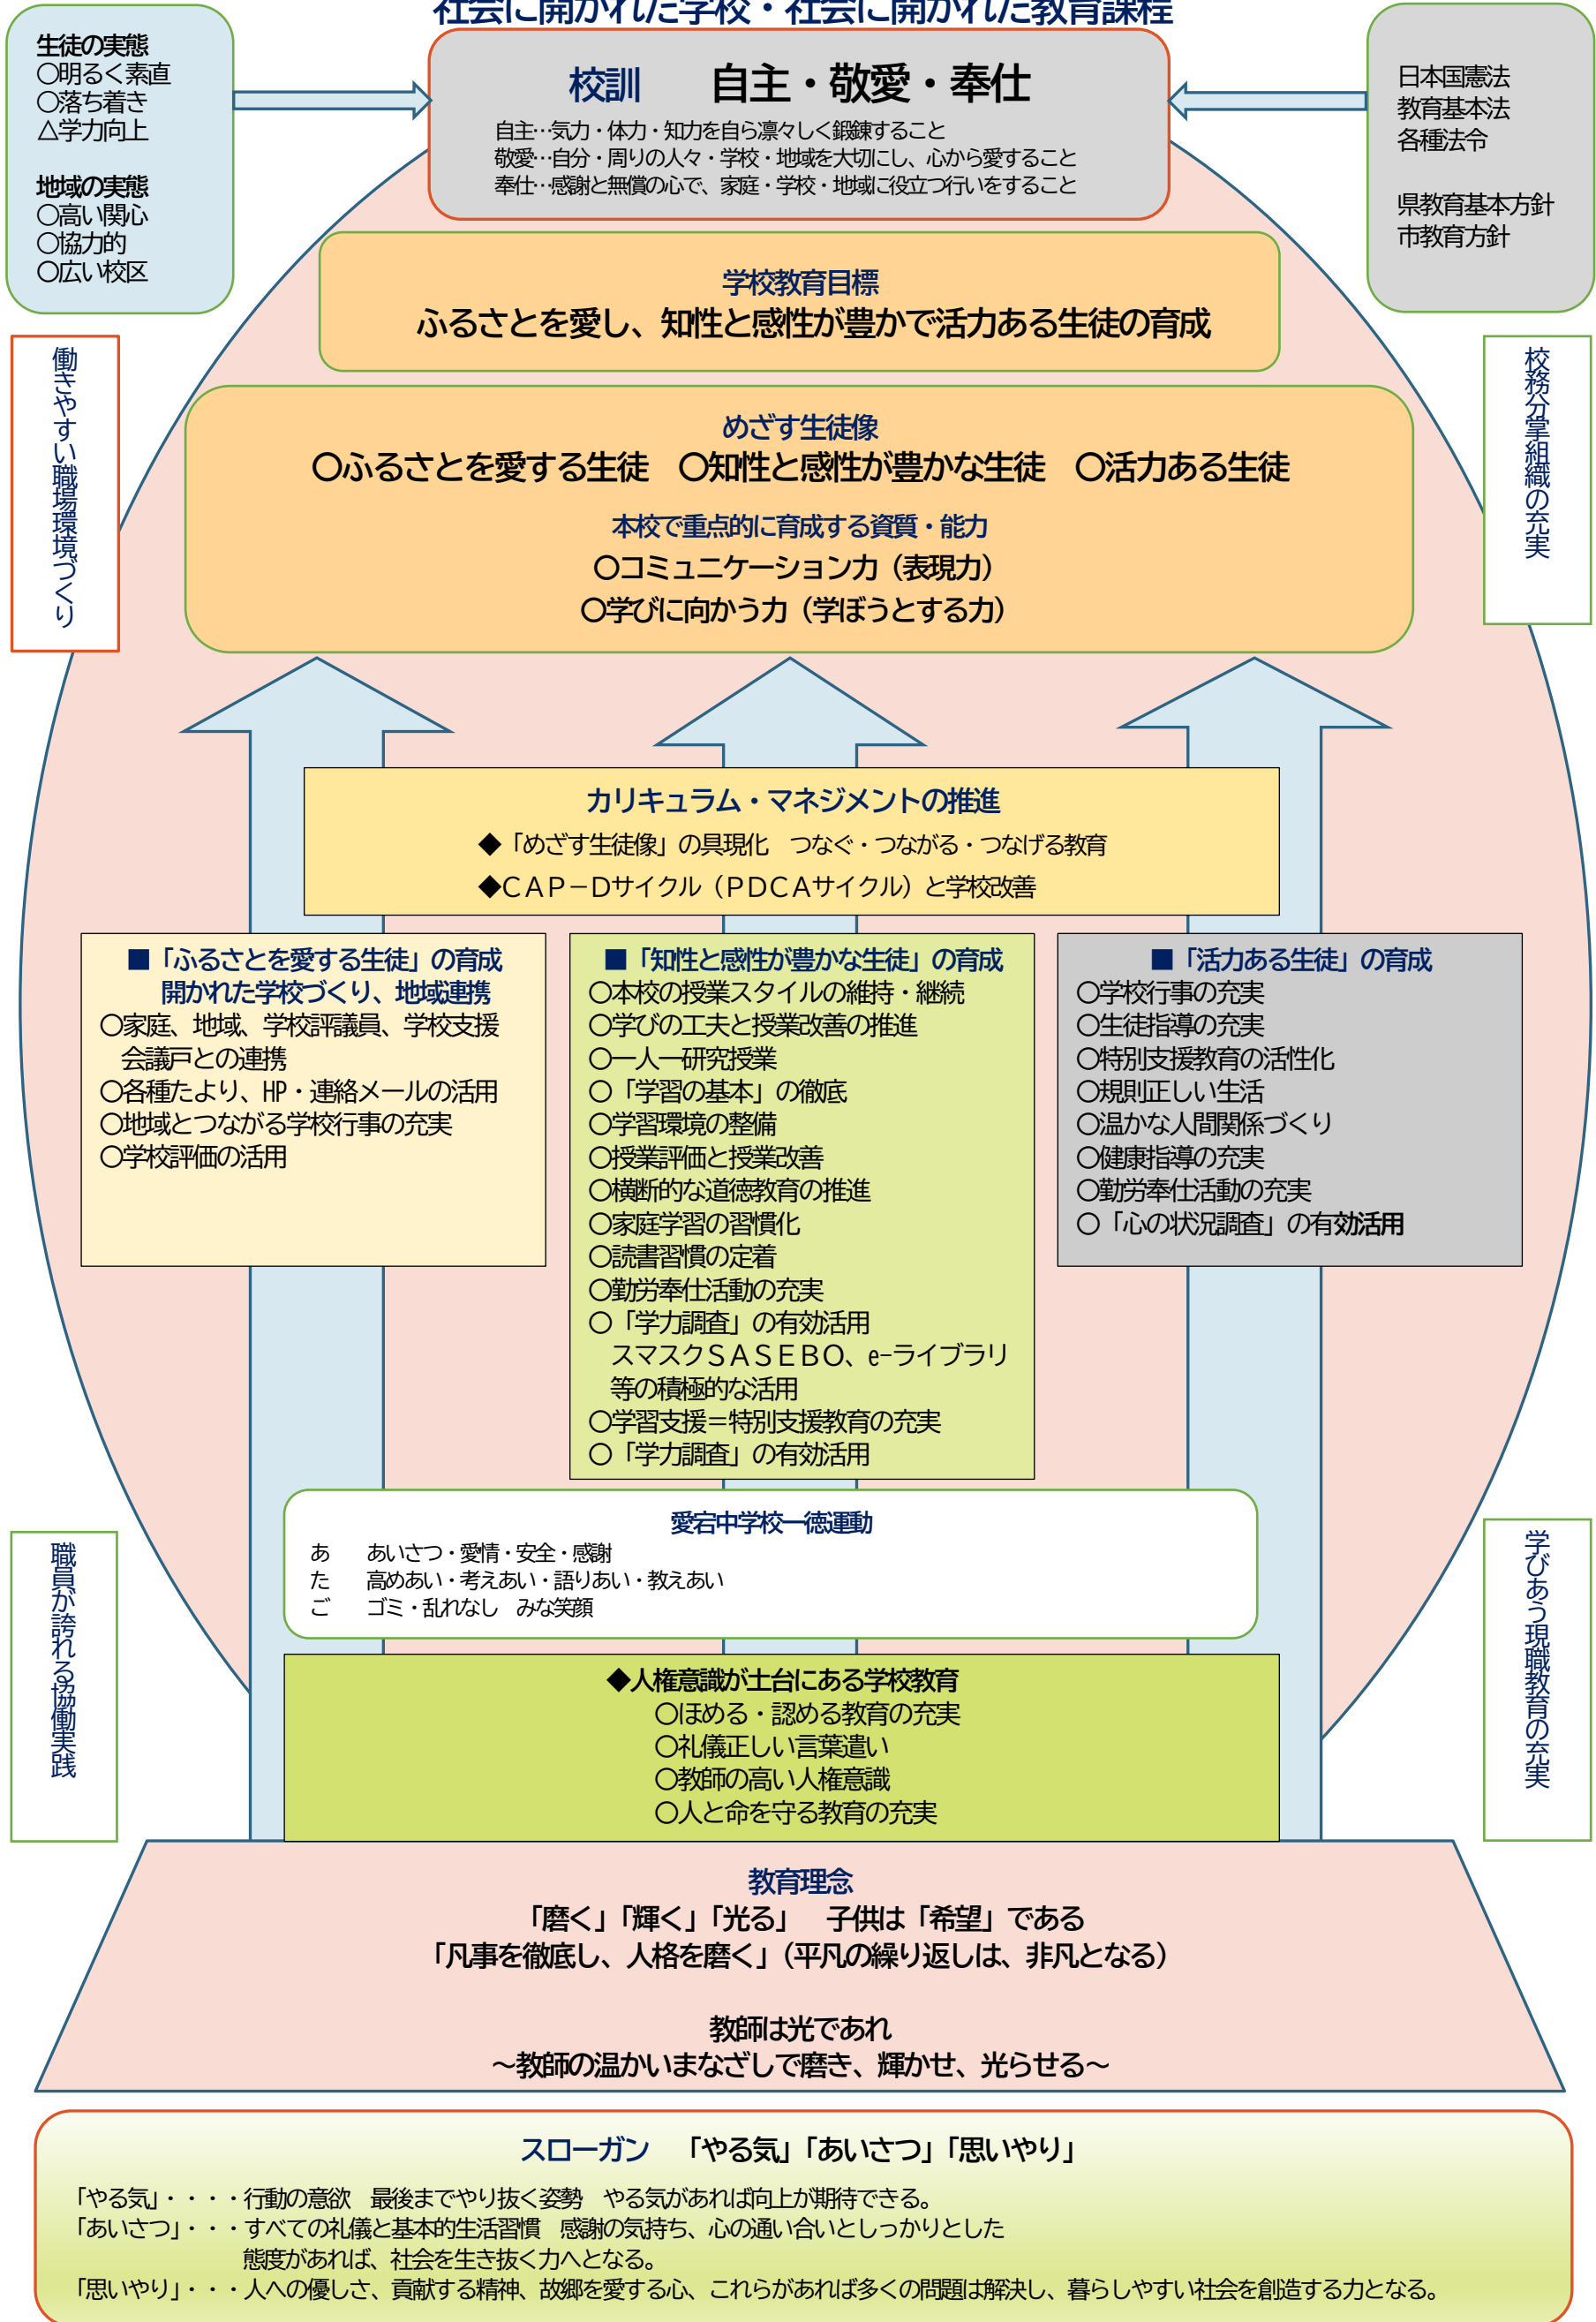 社会に開かれた学校・社会に開かれた教育課程
生徒の実態
〇明るく素直
〇落ち着き
△学力向上
地域の実態
〇高い関心
〇協力的
〇広い校区
校訓　　自主・敬愛・奉仕
自主…気力・体力・知力を自ら凛々しく鍛錬すること
敬愛…自分・周りの人々・学校・地域を大切にし、心から愛すること
奉仕…感謝と無償の心で、家庭・学校・地域に役立つ行いをすること
日本国憲法
教育基本法
各種法令
県教育基本方針
市教育方針
学校教育目標
ふるさとを愛し、知性と感性が豊かで活力ある生徒の育成
働きやすい職場環境づくり
校務分掌組織の充実
めざす生徒像
〇ふるさとを愛する生徒　〇知性と感性が豊かな生徒　〇活力ある生徒
本校で重点的に育成する資質・能力
〇コミュニケーション力（表現力）
〇学びに向かう力（学ぼうとする力）
カリキュラム・マネジメントの推進
◆「めざす生徒像」の具現化　つなぐ・つながる・つなげる教育
◆ＣＡＰ－Ｄサイクル（ＰＤＣＡサイクル）と学校改善
■「ふるさとを愛する生徒」の育成
開かれた学校づくり、地域連携
〇家庭、地域、学校評議員、学校支援
会議戸との連携
〇各種たより、HP・連絡メールの活用
〇地域とつながる学校行事の充実
〇学校評価の活用
■「知性と感性が豊かな生徒」の育成
〇本校の授業スタイルの維持・継続
〇学びの工夫と授業改善の推進
〇一人一研究授業
〇「学習の基本」の徹底
〇学習環境の整備
〇授業評価と授業改善
〇横断的な道徳教育の推進
〇家庭学習の習慣化
〇読書習慣の定着
〇勤労奉仕活動の充実
〇「学力調査」の有効活用
スマスクＳＡＳＥＢＯ、e-ライブラリ
等の積極的な活用
〇学習支援＝特別支援教育の充実
〇「学力調査」の有効活用
■「活力ある生徒」の育成
〇学校行事の充実
〇生徒指導の充実
〇特別支援教育の活性化
〇規則正しい生活
〇温かな人間関係づくり
〇健康指導の充実
〇勤労奉仕活動の充実
〇「心の状況調査」の有効活用
愛宕中学校一徳運動
あ　　あいさつ・愛情・安全・感謝
た　　高めあい・考えあい・語りあい・教えあい
ご　　ゴミ・乱れなし　みな笑顔
職員が誇れる協働実践
学びあう現職教育の充実
◆人権意識が土台にある学校教育
〇ほめる・認める教育の充実
〇礼儀正しい言葉遣い
〇教師の高い人権意識
〇人と命を守る教育の充実
教育理念
「磨く」「輝く」「光る」　子供は「希望」である
「凡事を徹底し、人格を磨く」（平凡の繰り返しは、非凡となる）
教師は光であれ
～教師の温かいまなざしで磨き、輝かせ、光らせる～
スローガン　「やる気」「あいさつ」「思いやり」
「やる気」・・・・行動の意欲　最後までやり抜く姿勢　やる気があれば向上が期待できる。
「あいさつ」・・・すべての礼儀と基本的生活習慣　感謝の気持ち、心の通い合いとしっかりとした
態度があれば、社会を生き抜く力へとなる。
「思いやり」・・・人への優しさ、貢献する精神、故郷を愛する心、これらがあれば多くの問題は解決し、暮らしやすい社会を創造する力となる。